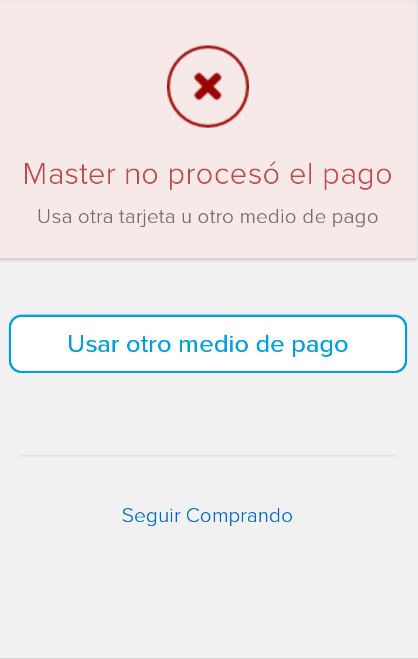 Master no procesó el pago
Usa otra tarjeta u otro medio de pago
Usar otro medio de pago
Seguir Comprando